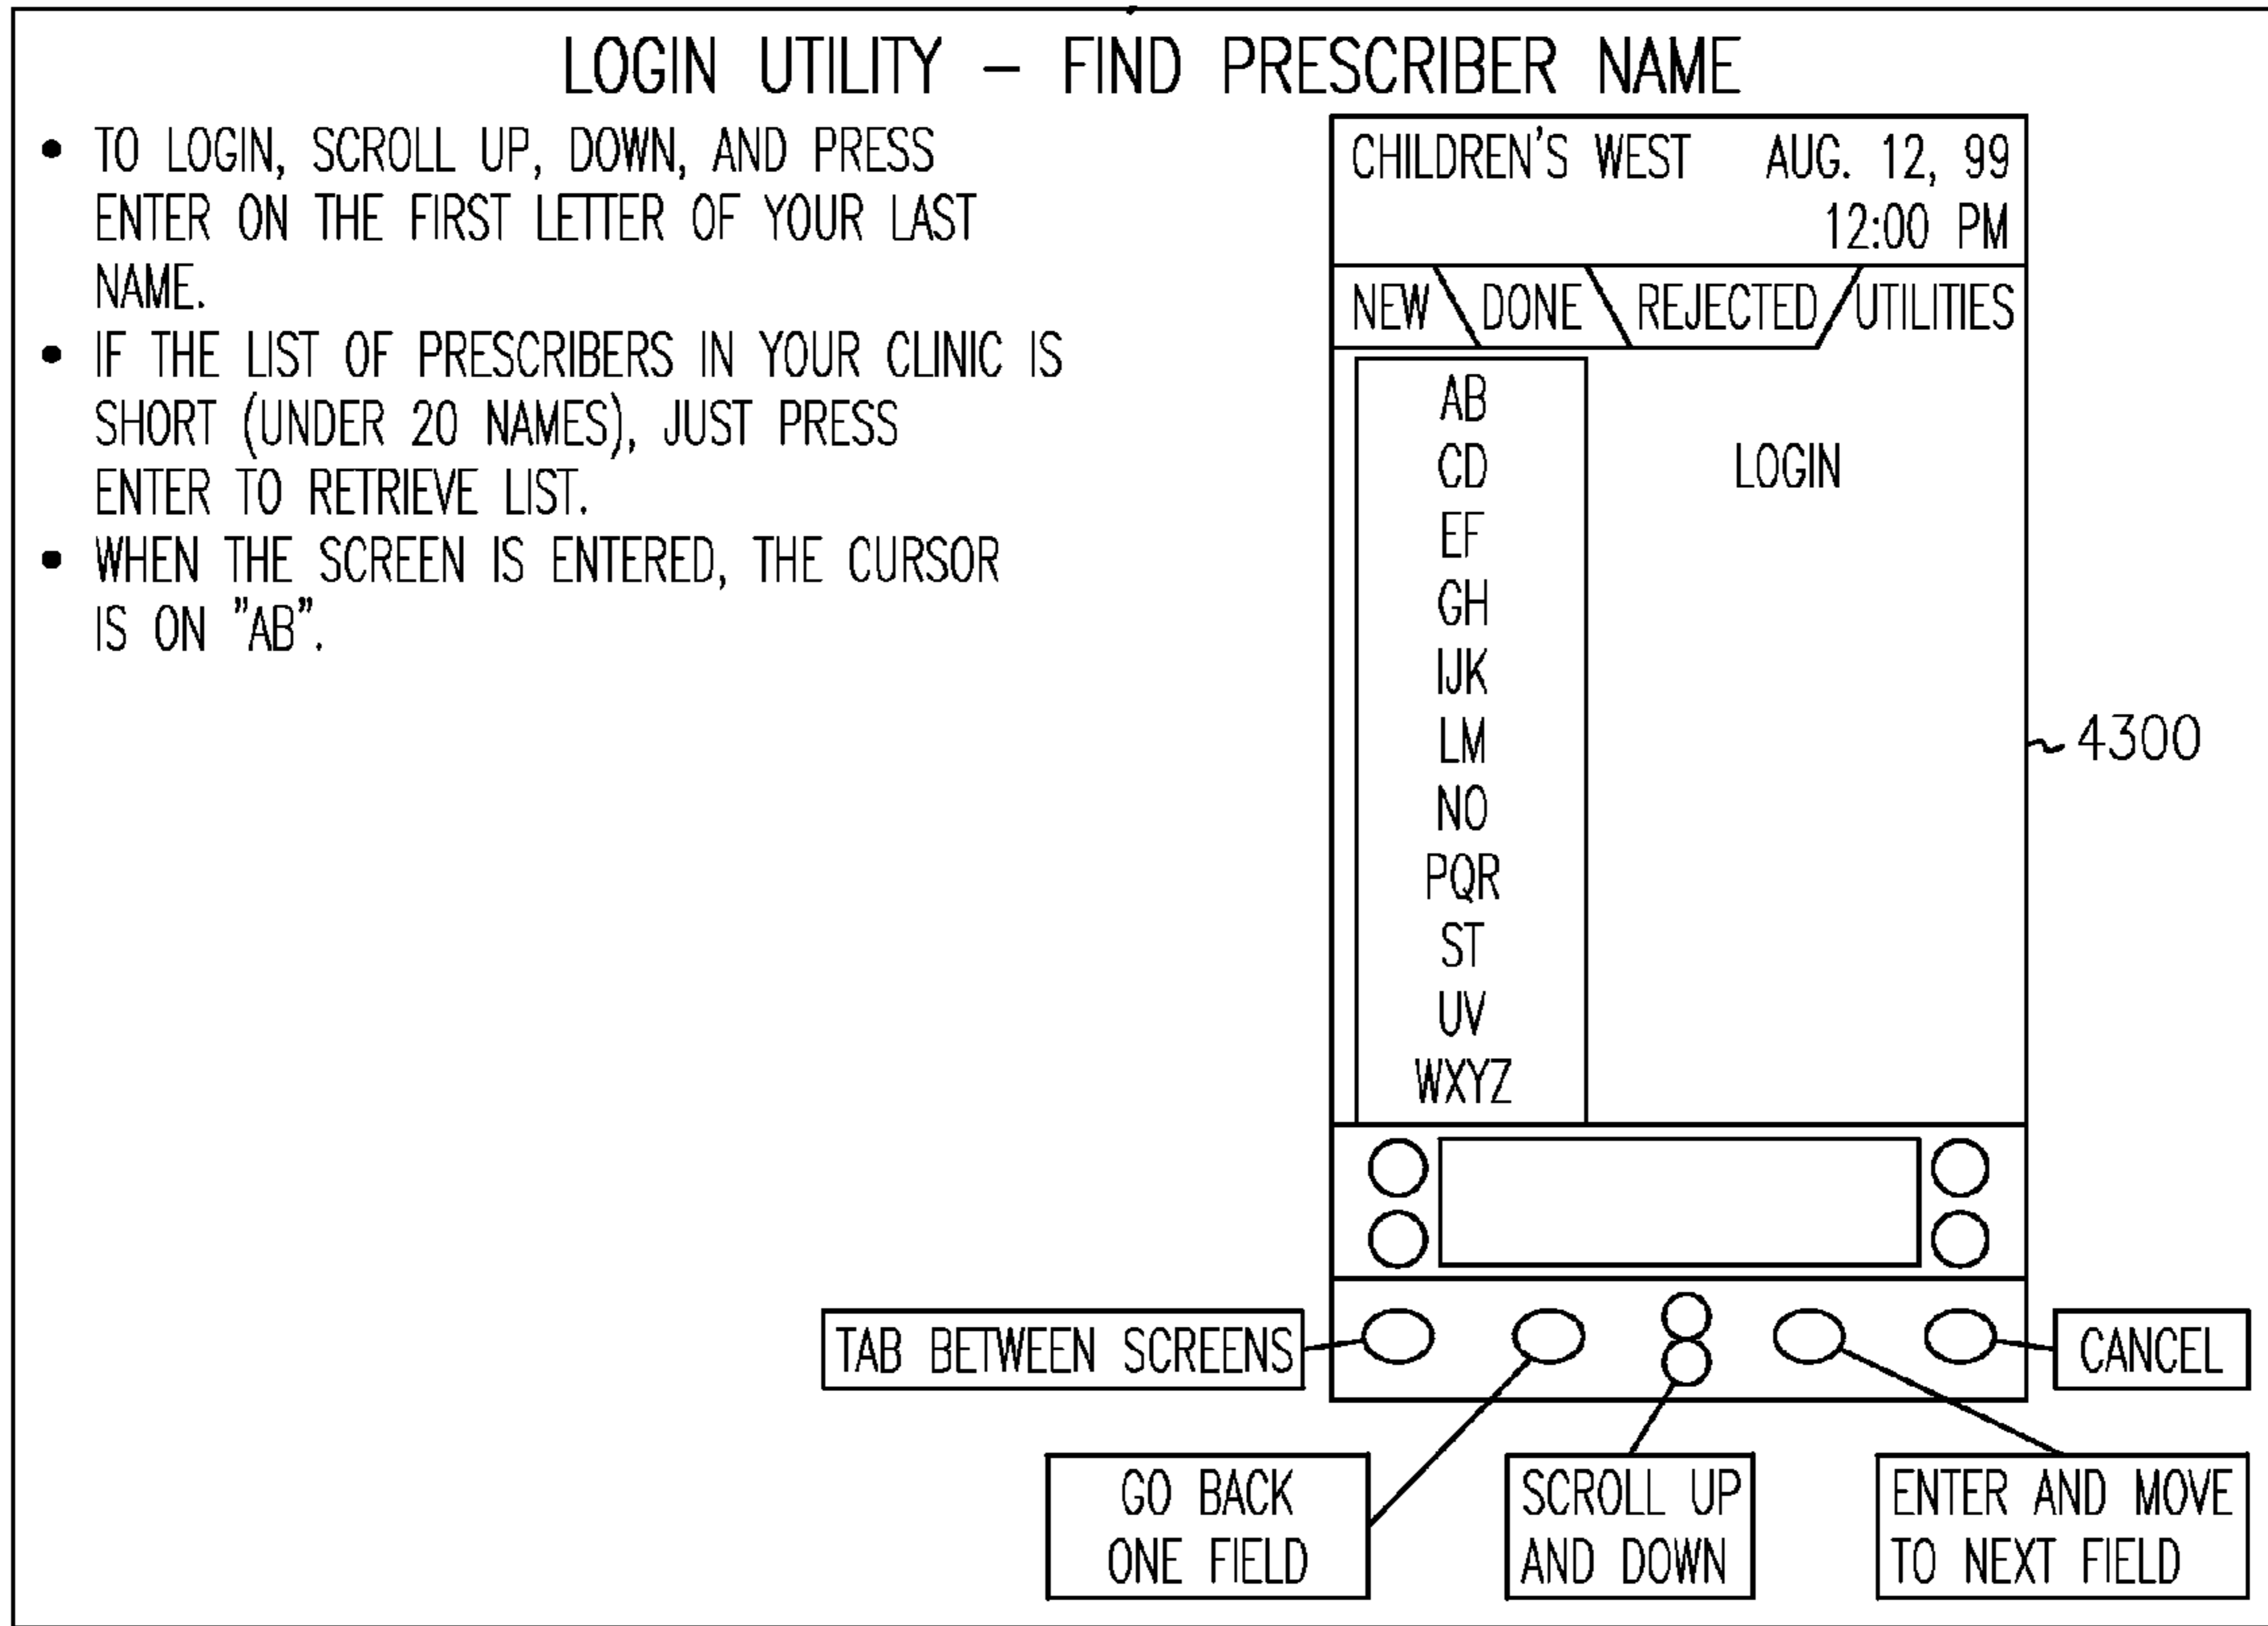 LOGIN UTILITY – FIND PRESCRIBER NAME
• TO LOGIN, SCROLL UP, DOWN, AND PRESS
ENTER ON THE FIRST LETTER OF YOUR LAST
NAME.
• IF THE LIST OF PRESCRIBERS IN YOUR CLINIC IS
SHORT (UNDER 20 NAMES), JUST PRESS
ENTER TO RETRIEVE LIST.
• WHEN THE SCREEN IS ENTERED, THE CURSOR
IS ON "AB".
CHILDREN'S WEST AUG. 12, 99
12:00 PM
NEW DONE REJECTED UTILITIES
AB
CD
EF
GH
IJK
LM
NO
PQR
ST
UV
WXYZ
LOGIN
4300
TAB BETWEEN SCREENS
CANCEL
GO BACK
ONE FIELD
SCROLL UP
AND DOWN
ENTER AND MOVE
TO NEXT FIELD